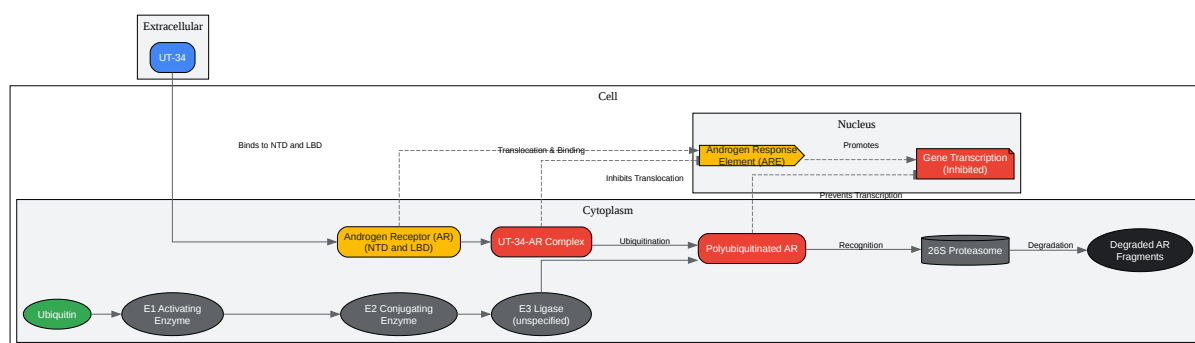 Extracellular
UT-34
Cell
Nucleus
Binds to NTD and LBD
Translocation & Binding
Androgen Response
Element (ARE)
Promotes
Gene Transcription
(Inhibited)
Inhibits Translocation
Prevents Transcription
Cytoplasm
Androgen Receptor (AR)
(NTD and LBD)
UT-34-AR Complex
Ubiquitination
Polyubiquitinated AR
Recognition
26S Proteasome
Degradation
Degraded AR
Fragments
Ubiquitin
E1 Activating
Enzyme
E2 Conjugating
Enzyme
E3 Ligase
(unspecified)